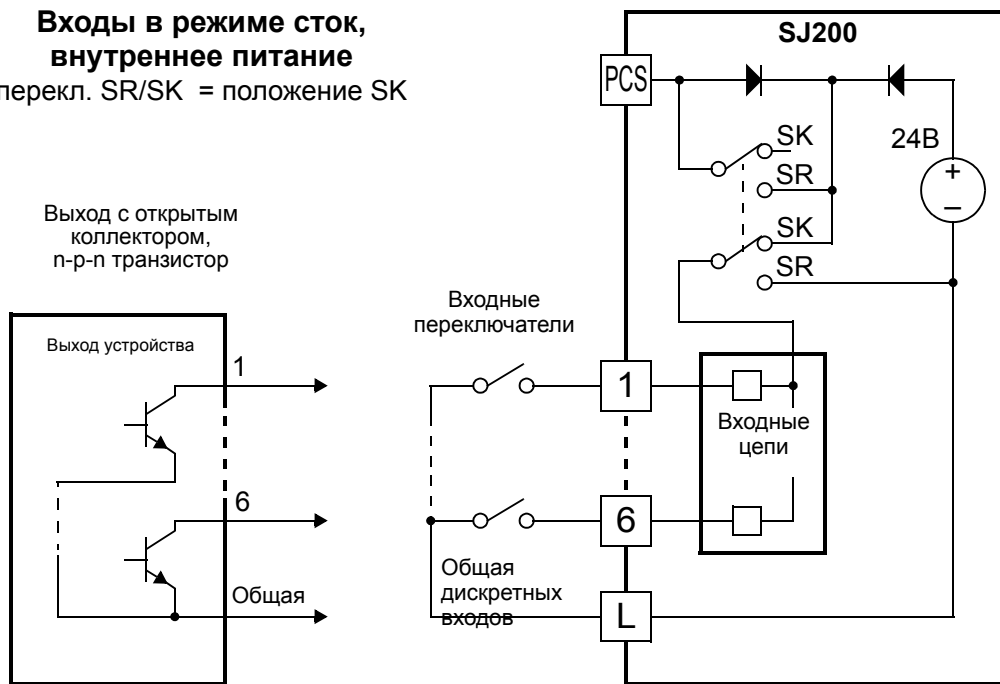 Входы в режиме сток,
внутреннее питание
перекл. SR/SK = положение SK
SJ200
PCS
SK
24В
+
SR
–
SK
SR
Выход с открытым
коллектором,
n-p-n транзистор
Входные
переключатели
Выход устройства
1
1
Входные
цепи
6
6
Общая
Общая
дискретных
входов
L